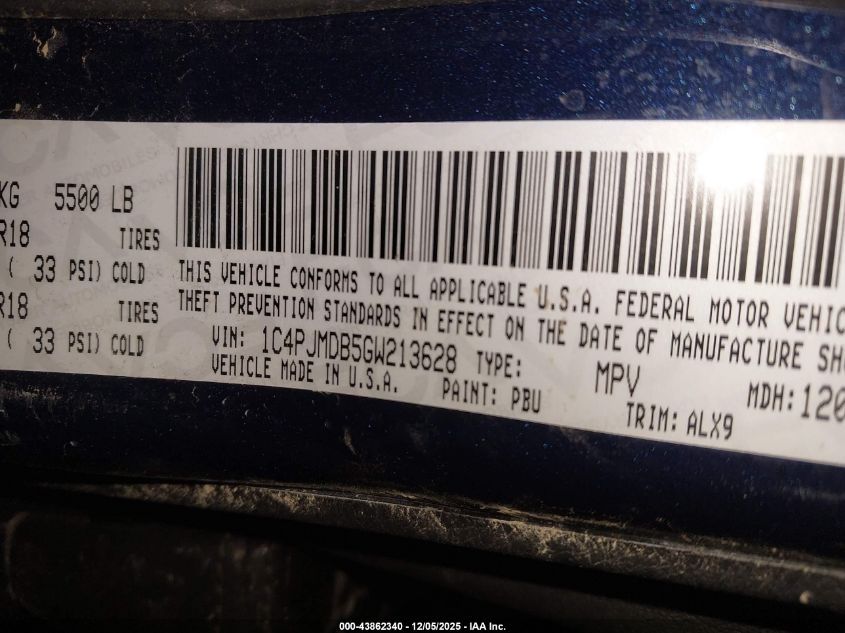 KG 5500 LB
R18 TIRES
( 33 PSI) COLD
R18 TIRES
( 33 PSI) COLD
THIS VEHICLE CONFORMS TO ALL APPLICABLE U.S.A. FEDERAL MOTOR VEHIC
THEFT PREVENTION STANDARDS IN EFFECT ON THE DATE OF MANUFACTURE SH
VIN: 1C4PJMDB5GW213628 TYPE: MPV MDH: 120
VEHICLE MADE IN U.S.A. PAINT: PBU TRIM: ALX9
000-43862340 - 12/05/2025 - IAA Inc.